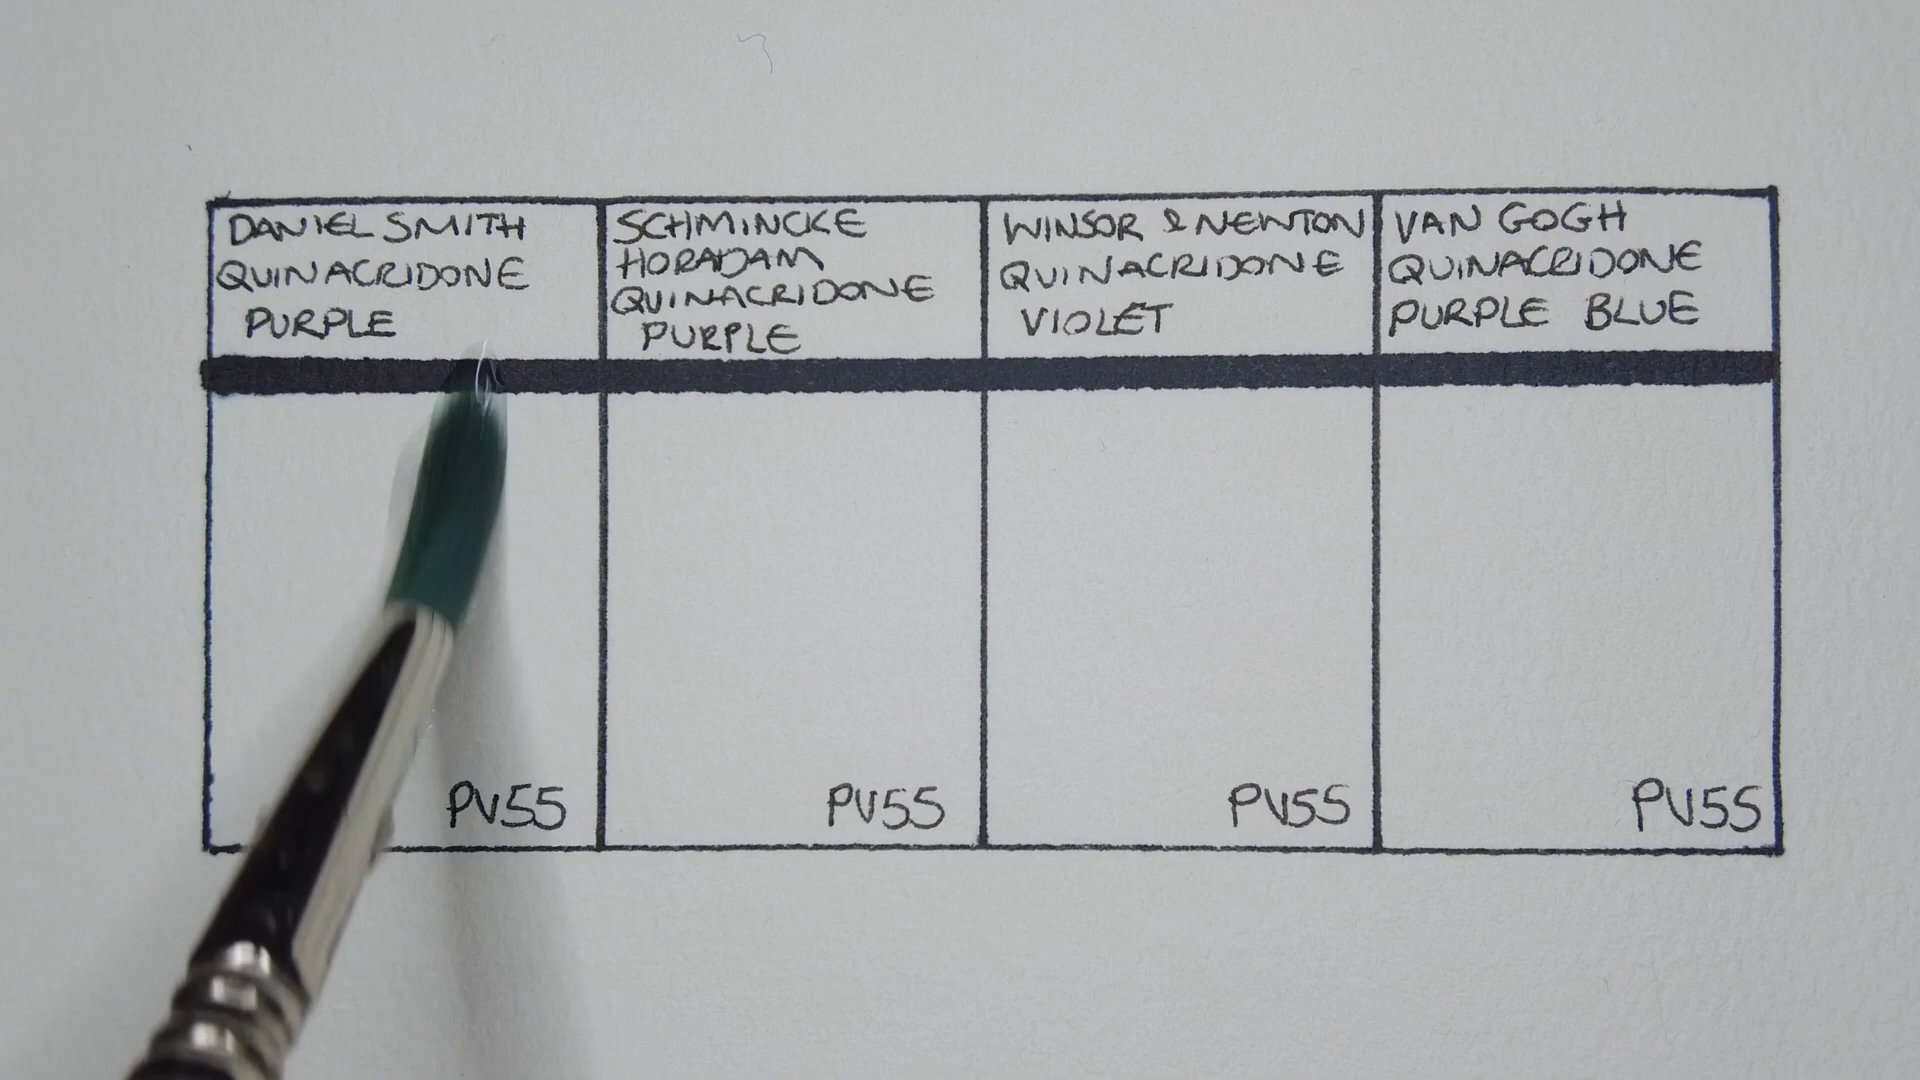 DANIEL SMITH
QUINACRIDONE
PURPLE
SCHMINCKE
HORADAM
QUINACRIDONE
PURPLE
WINSOR & NEWTON
QUINACRIDONE
VIOLET
VAN GOGH
QUINACRIDONE
PURPLE BLUE
PV55
PV55
PV55
PV55